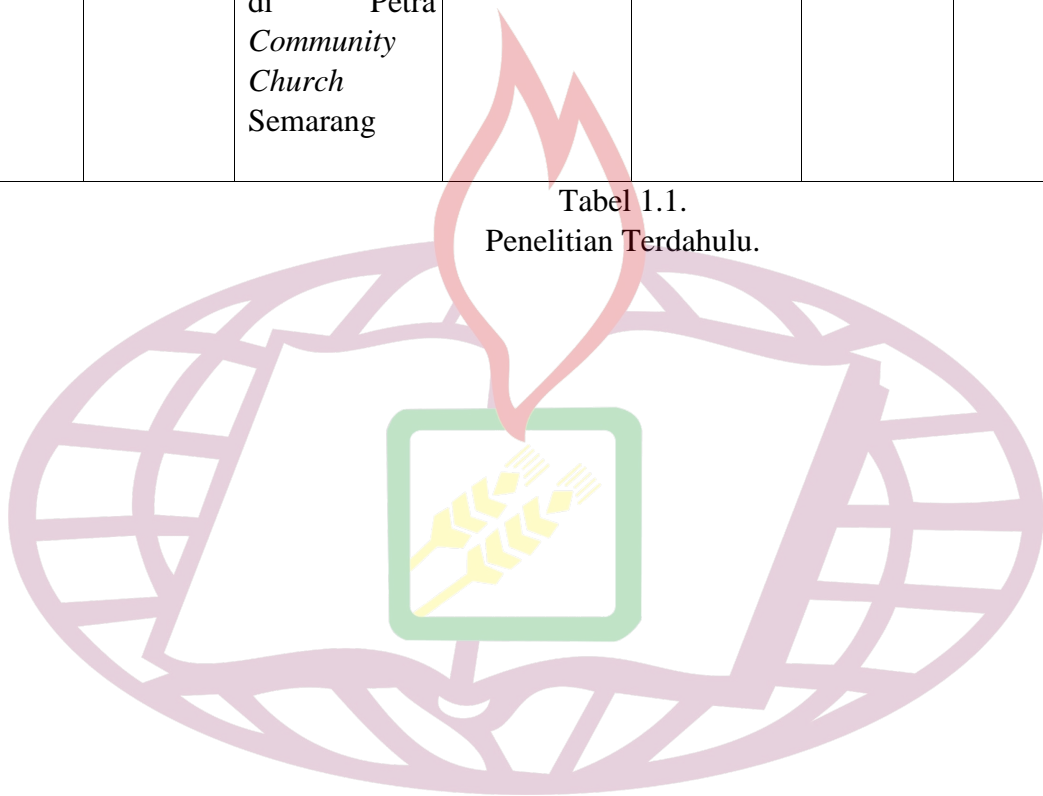 di Petra
Community
Church
Semarang
Tabel 1.1.
Penelitian Terdahulu.